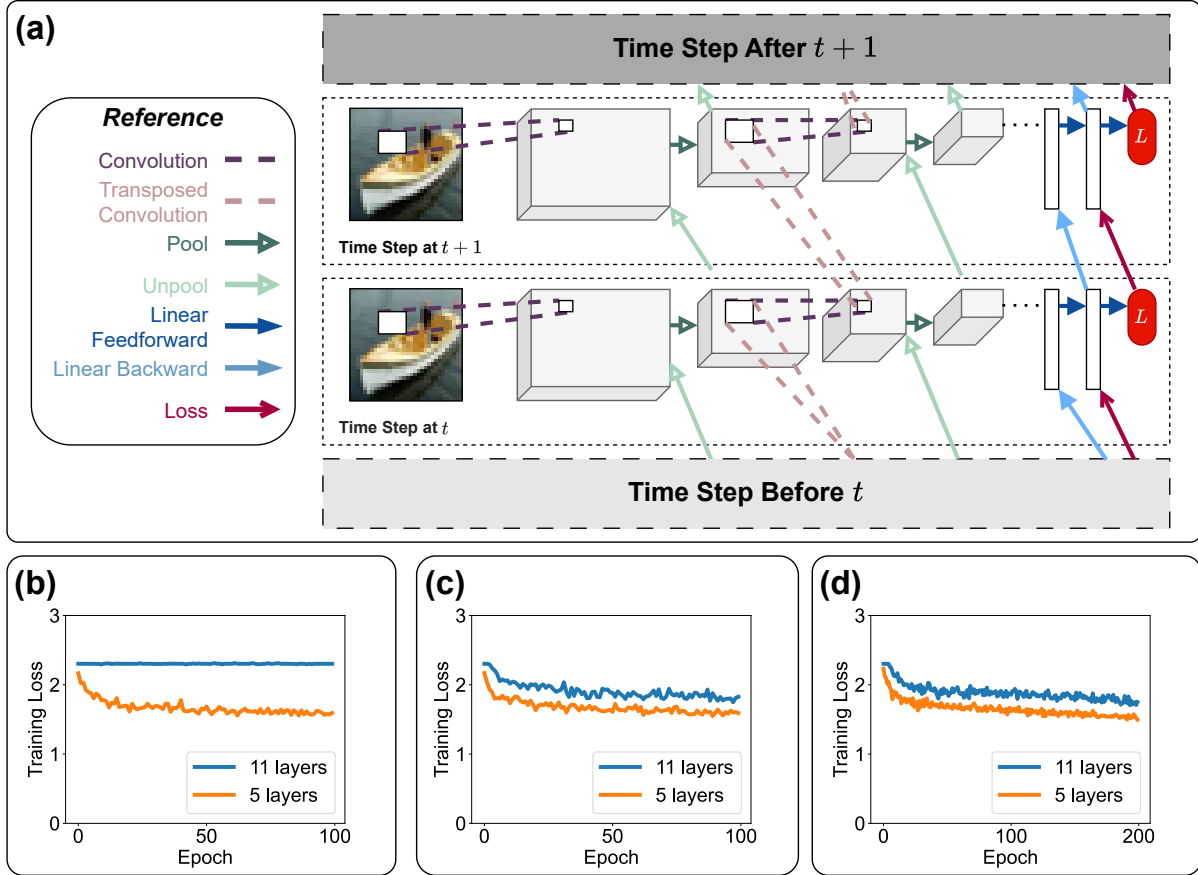 (a)
Time Step After t + 1
Reference
Convolution
Transposed
Convolution
Pool
Unpool
Linear
Feedforward
Linear Backward
Loss
L
Time Step at t + 1
L
Time Step at t
Time Step Before t
(b)
3
2
1
0
Training Loss
11 layers
5 layers
0
50
100
Epoch
(c)
3
2
1
0
Training Loss
11 layers
5 layers
0
50
100
Epoch
(d)
3
2
1
0
Training Loss
11 layers
5 layers
0
100
200
Epoch